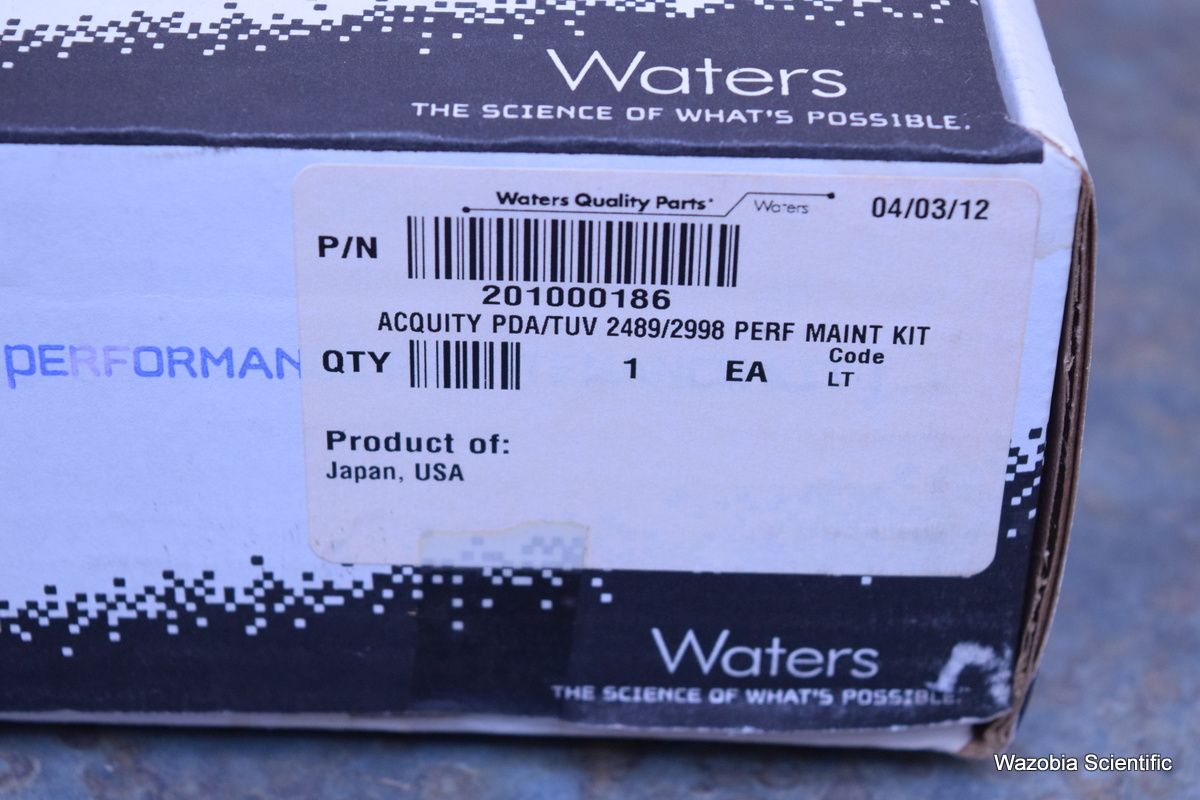 Waters
THE SCIENCE OF WHAT'S POSSIBLE.
Waters Quality Parts
Waters
04/03/12
P/N
201000186
ACQUITY PDA/TUV 2489/2998 PERF MAINT KIT
QTY 1 EA Code
LT
Product of:
Japan, USA
PERFORMAN
Waters
THE SCIENCE OF WHAT'S POSSIBLE.
Wazobia Scientific